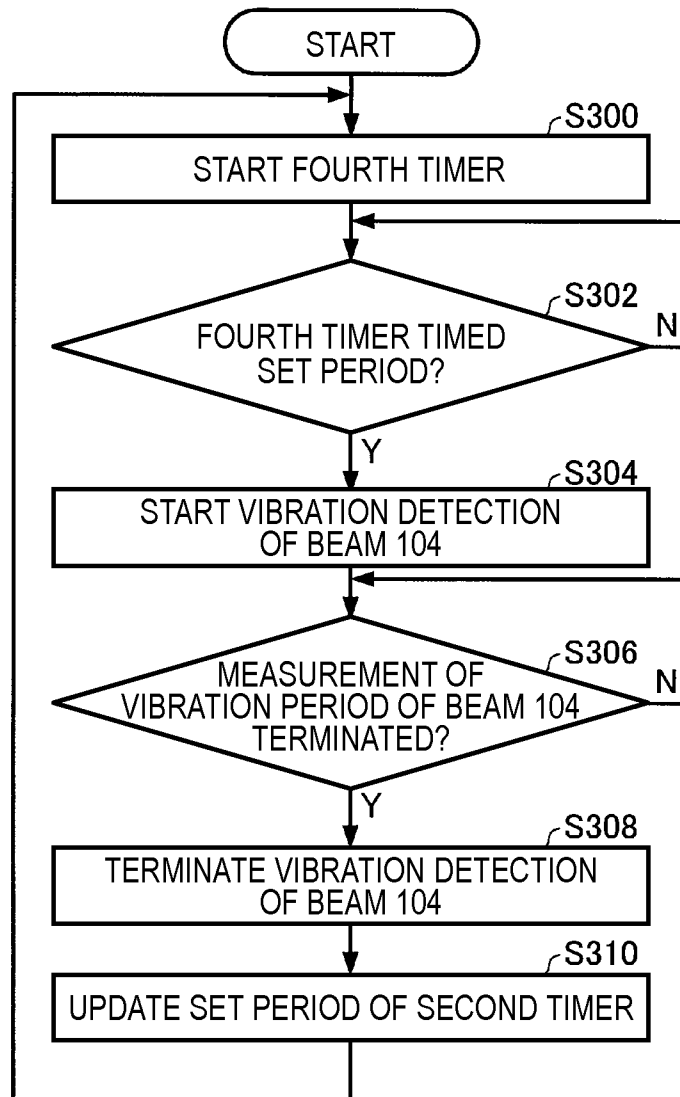 START
S300
START FOURTH TIMER
S302
FOURTH TIMER TIMED
SET PERIOD?
N
Y
S304
START VIBRATION DETECTION
OF BEAM 104
S306
MEASUREMENT OF
VIBRATION PERIOD OF BEAM 104
TERMINATED?
N
Y
S308
TERMINATE VIBRATION DETECTION
OF BEAM 104
S310
UPDATE SET PERIOD OF SECOND TIMER